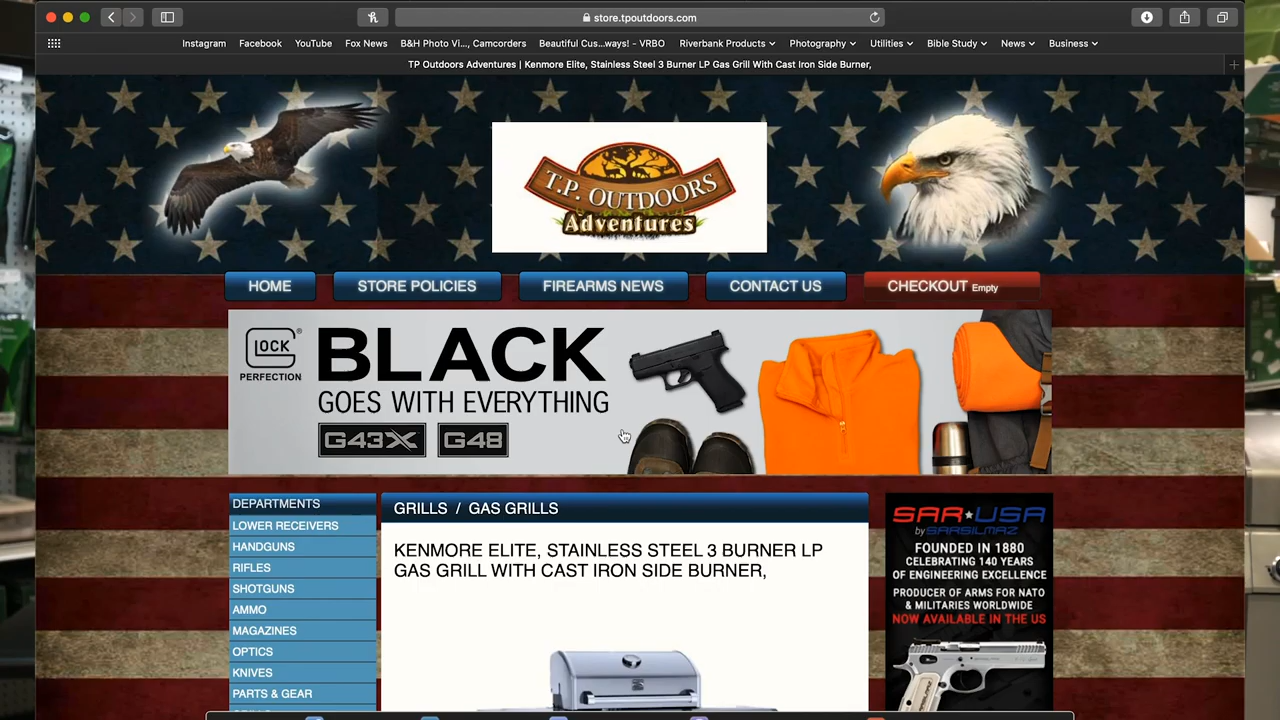 store.tpoutdoors.com
Instagram Facebook YouTube Fox News B&H Photo Vi..., Camcorders Beautiful Cus...ways! - VRBO Riverbank Products Photography Utilities Bible Study News Business
TP Outdoors Adventures | Kenmore Elite, Stainless Steel 3 Burner LP Gas Grill With Cast Iron Side Burner,
T.P. OUTDOORS
Adventures
HOME STORE POLICIES FIREARMS NEWS CONTACT US CHECKOUT Empty
GLOCK
PERFECTION
BLACK
GOES WITH EVERYTHING
G43X G48
DEPARTMENTS
LOWER RECEIVERS
HANDGUNS
RIFLES
SHOTGUNS
AMMO
MAGAZINES
OPTICS
KNIVES
PARTS & GEAR
GRILLS / GAS GRILLS
KENMORE ELITE, STAINLESS STEEL 3 BURNER LP
GAS GRILL WITH CAST IRON SIDE BURNER,
SAR USA
by SARSILMAZ
FOUNDED IN 1880
CELEBRATING 140 YEARS
OF ENGINEERING EXCELLENCE
PRODUCER OF ARMS FOR NATO
& MILITARIES WORLDWIDE
NOW AVAILABLE IN THE US